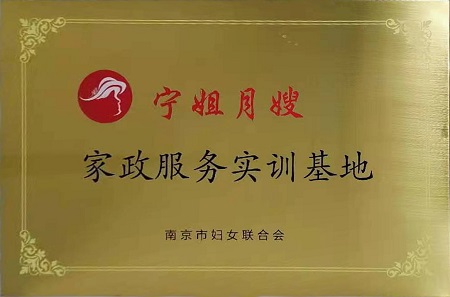 宁姐月嫂
家政服务实训基地
南京市妇女联合会